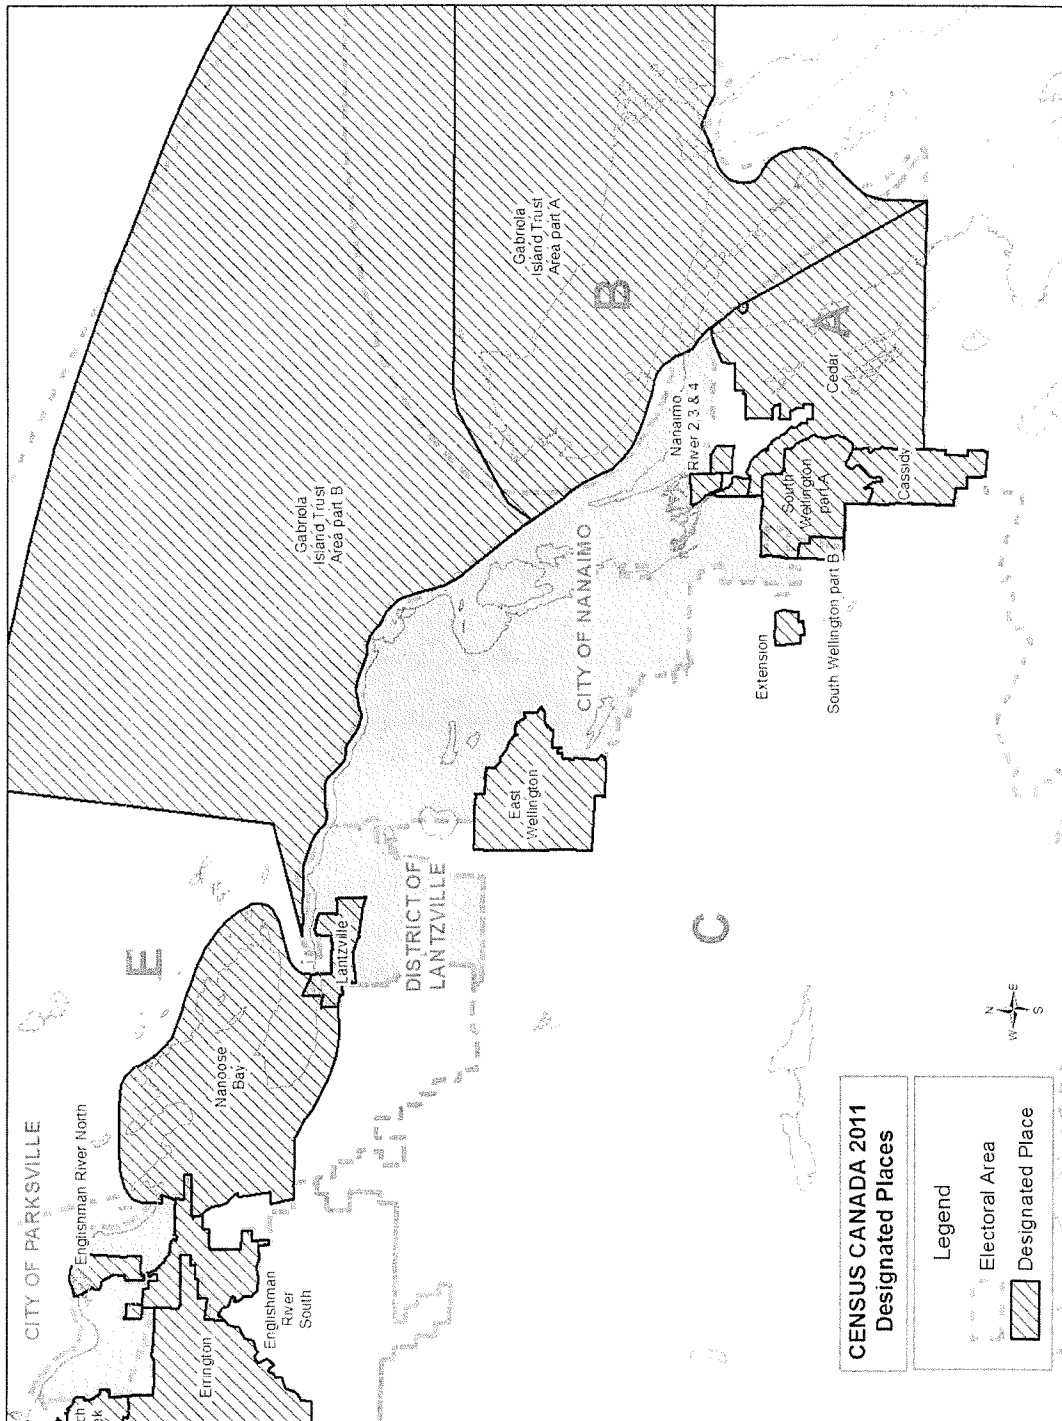 CITY OF PARKSVILLE
Englishman River North
E
Gabriola
Island Trust
Area part B
Gabriola
Island Trust
Area part A
B
Nanoose
Bay
Errington
Englishman
River
South
Lantzville
DISTRICT OF
LANTZVILLE
East
Wellington
CITY OF NANAIMO
Nanaimo
River 2, 3 & 4
A
Cedar
South
Wellington
part A
Cassidy
Extension
South Wellington part B
C
N
W
E
S
CENSUS CANADA 2011
Designated Places
Legend
Electoral Area
Designated Place